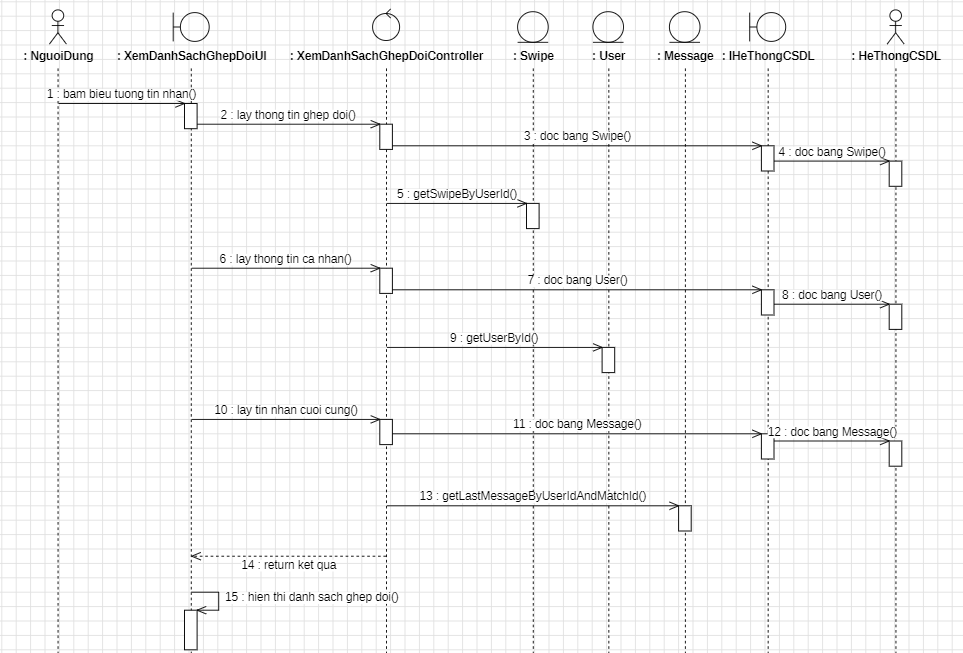 : NguoiDung
: XemDanhSachGhepDoiUI
: XemDanhSachGhepDoiController
: Swipe
: User
: Message
: IHeThongCSDL
: HeThongCSDL
1 : bam bieu tuong tin nhan()
2 : lay thong tin ghep doi()
3 : doc bang Swipe()
4 : doc bang Swipe()
5 : getSwipeByUserId()
6 : lay thong tin ca nhan()
7 : doc bang User()
8 : doc bang User()
9 : getUserById()
10 : lay tin nhan cuoi cung()
11 : doc bang Message()
12 : doc bang Message()
13 : getLastMessageByUserIdAndMatchId()
14 : return ket qua
15 : hien thi danh sach ghep doi()